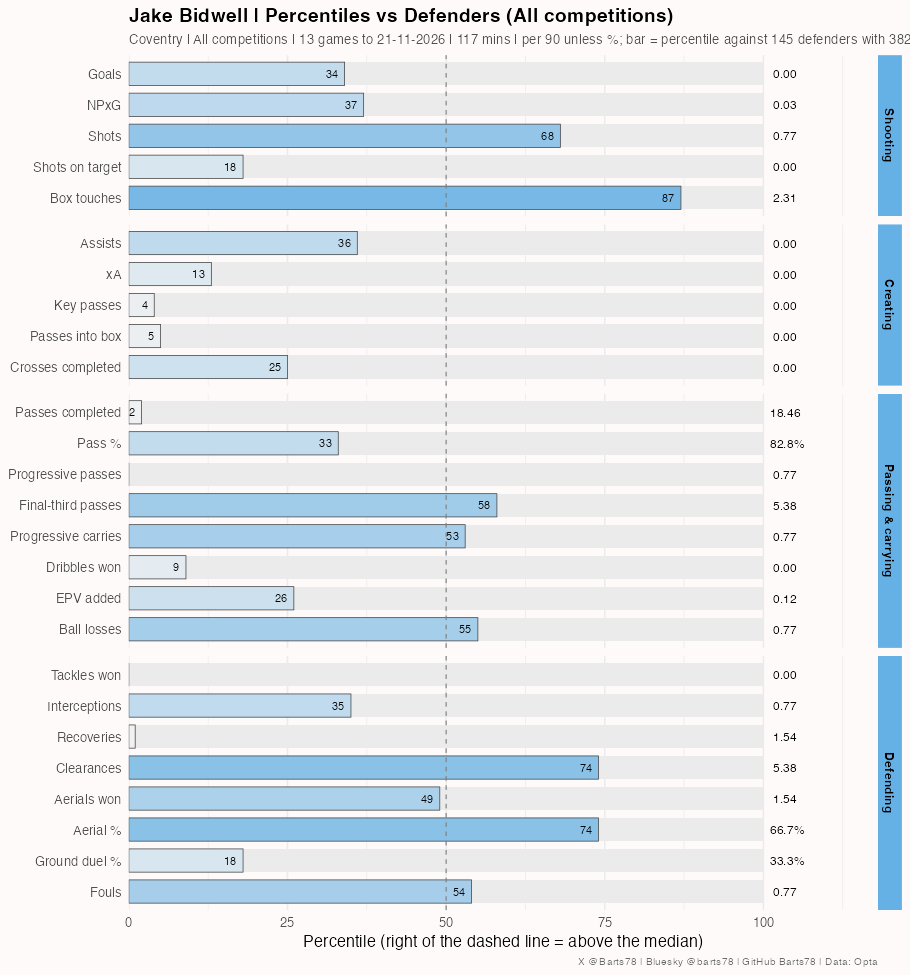 Jake Bidwell | Percentiles vs Defenders (All competitions)
Coventry | All competitions | 13 games to 21-11-2026 | 117 mins | per 90 unless %; bar = percentile against 145 defenders with 382
Goals 34 0.00
NPxG 37 0.03
Shots 68 0.77
Shots on target 18 0.00
Box touches 87 2.31
Shooting
Assists 36 0.00
xA 13 0.00
Key passes 4 0.00
Passes into box 5 0.00
Crosses completed 25 0.00
Creating
Passes completed 2 18.46
Pass % 33 82.8%
Progressive passes 0.77
Final-third passes 58 5.38
Progressive carries 53 0.77
Dribbles won 9 0.00
EPV added 26 0.12
Ball losses 55 0.77
Passing & carrying
Tackles won 0.00
Interceptions 35 0.77
Recoveries 1.54
Clearances 74 5.38
Aerials won 49 1.54
Aerial % 74 66.7%
Ground duel % 18 33.3%
Fouls 54 0.77
Defending
0 25 50 75 100
Percentile (right of the dashed line = above the median)
X @Barts78 | Bluesky @barts78 | GitHub Barts78 | Data: Opta